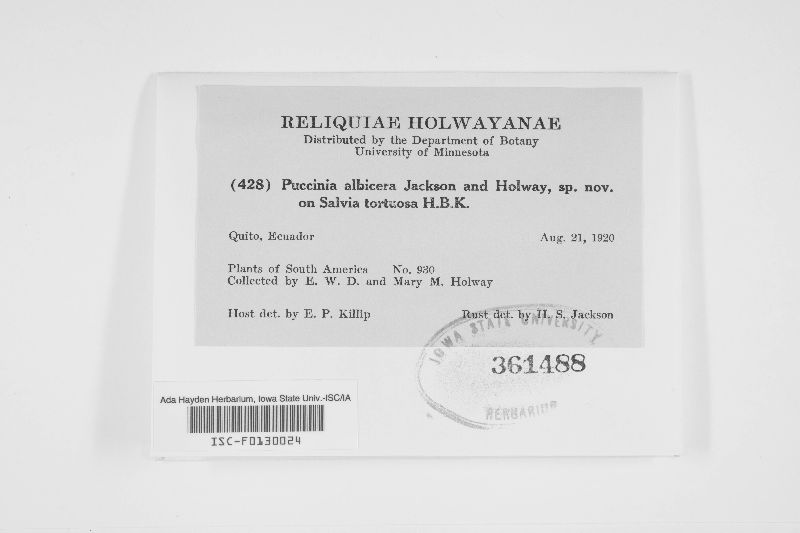 RELIQUIAE HOLWAYANAE
Distributed by the Department of Botany
University of Minnesota
(428) Puccinia albicera Jackson and Holway, sp. nov.
on Salvia tortuosa H.B.K.
Quito, Ecuador Aug. 21, 1920
Plants of South America No. 930
Collected by E. W. D. and Mary M. Holway
Host det. by E. P. Killip Rust det. by H. S. Jackson
IOWA STATE UNIVERSITY
361488
HERBARIUM
Ada Hayden Herbarium, Iowa State Univ.-ISC/IA
ISC-F0130024